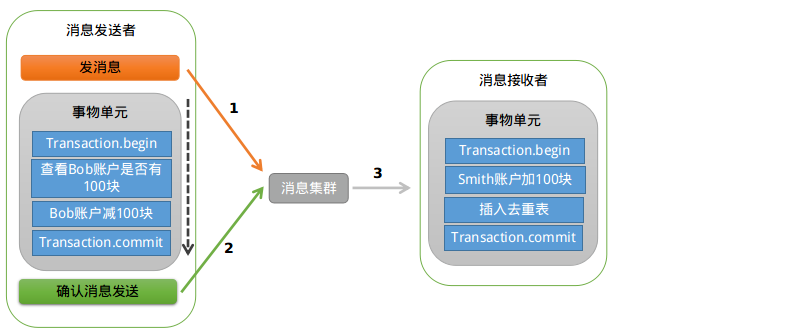 消息发送者
发消息
事物单元
Transaction.begin
查看Bob账户是否有
100块
Bob账户减100块
Transaction.commit
确认消息发送
1
2
消息集群
3
消息接收者
事物单元
Transaction.begin
Smith账户加100块
插入去重表
Transaction.commit